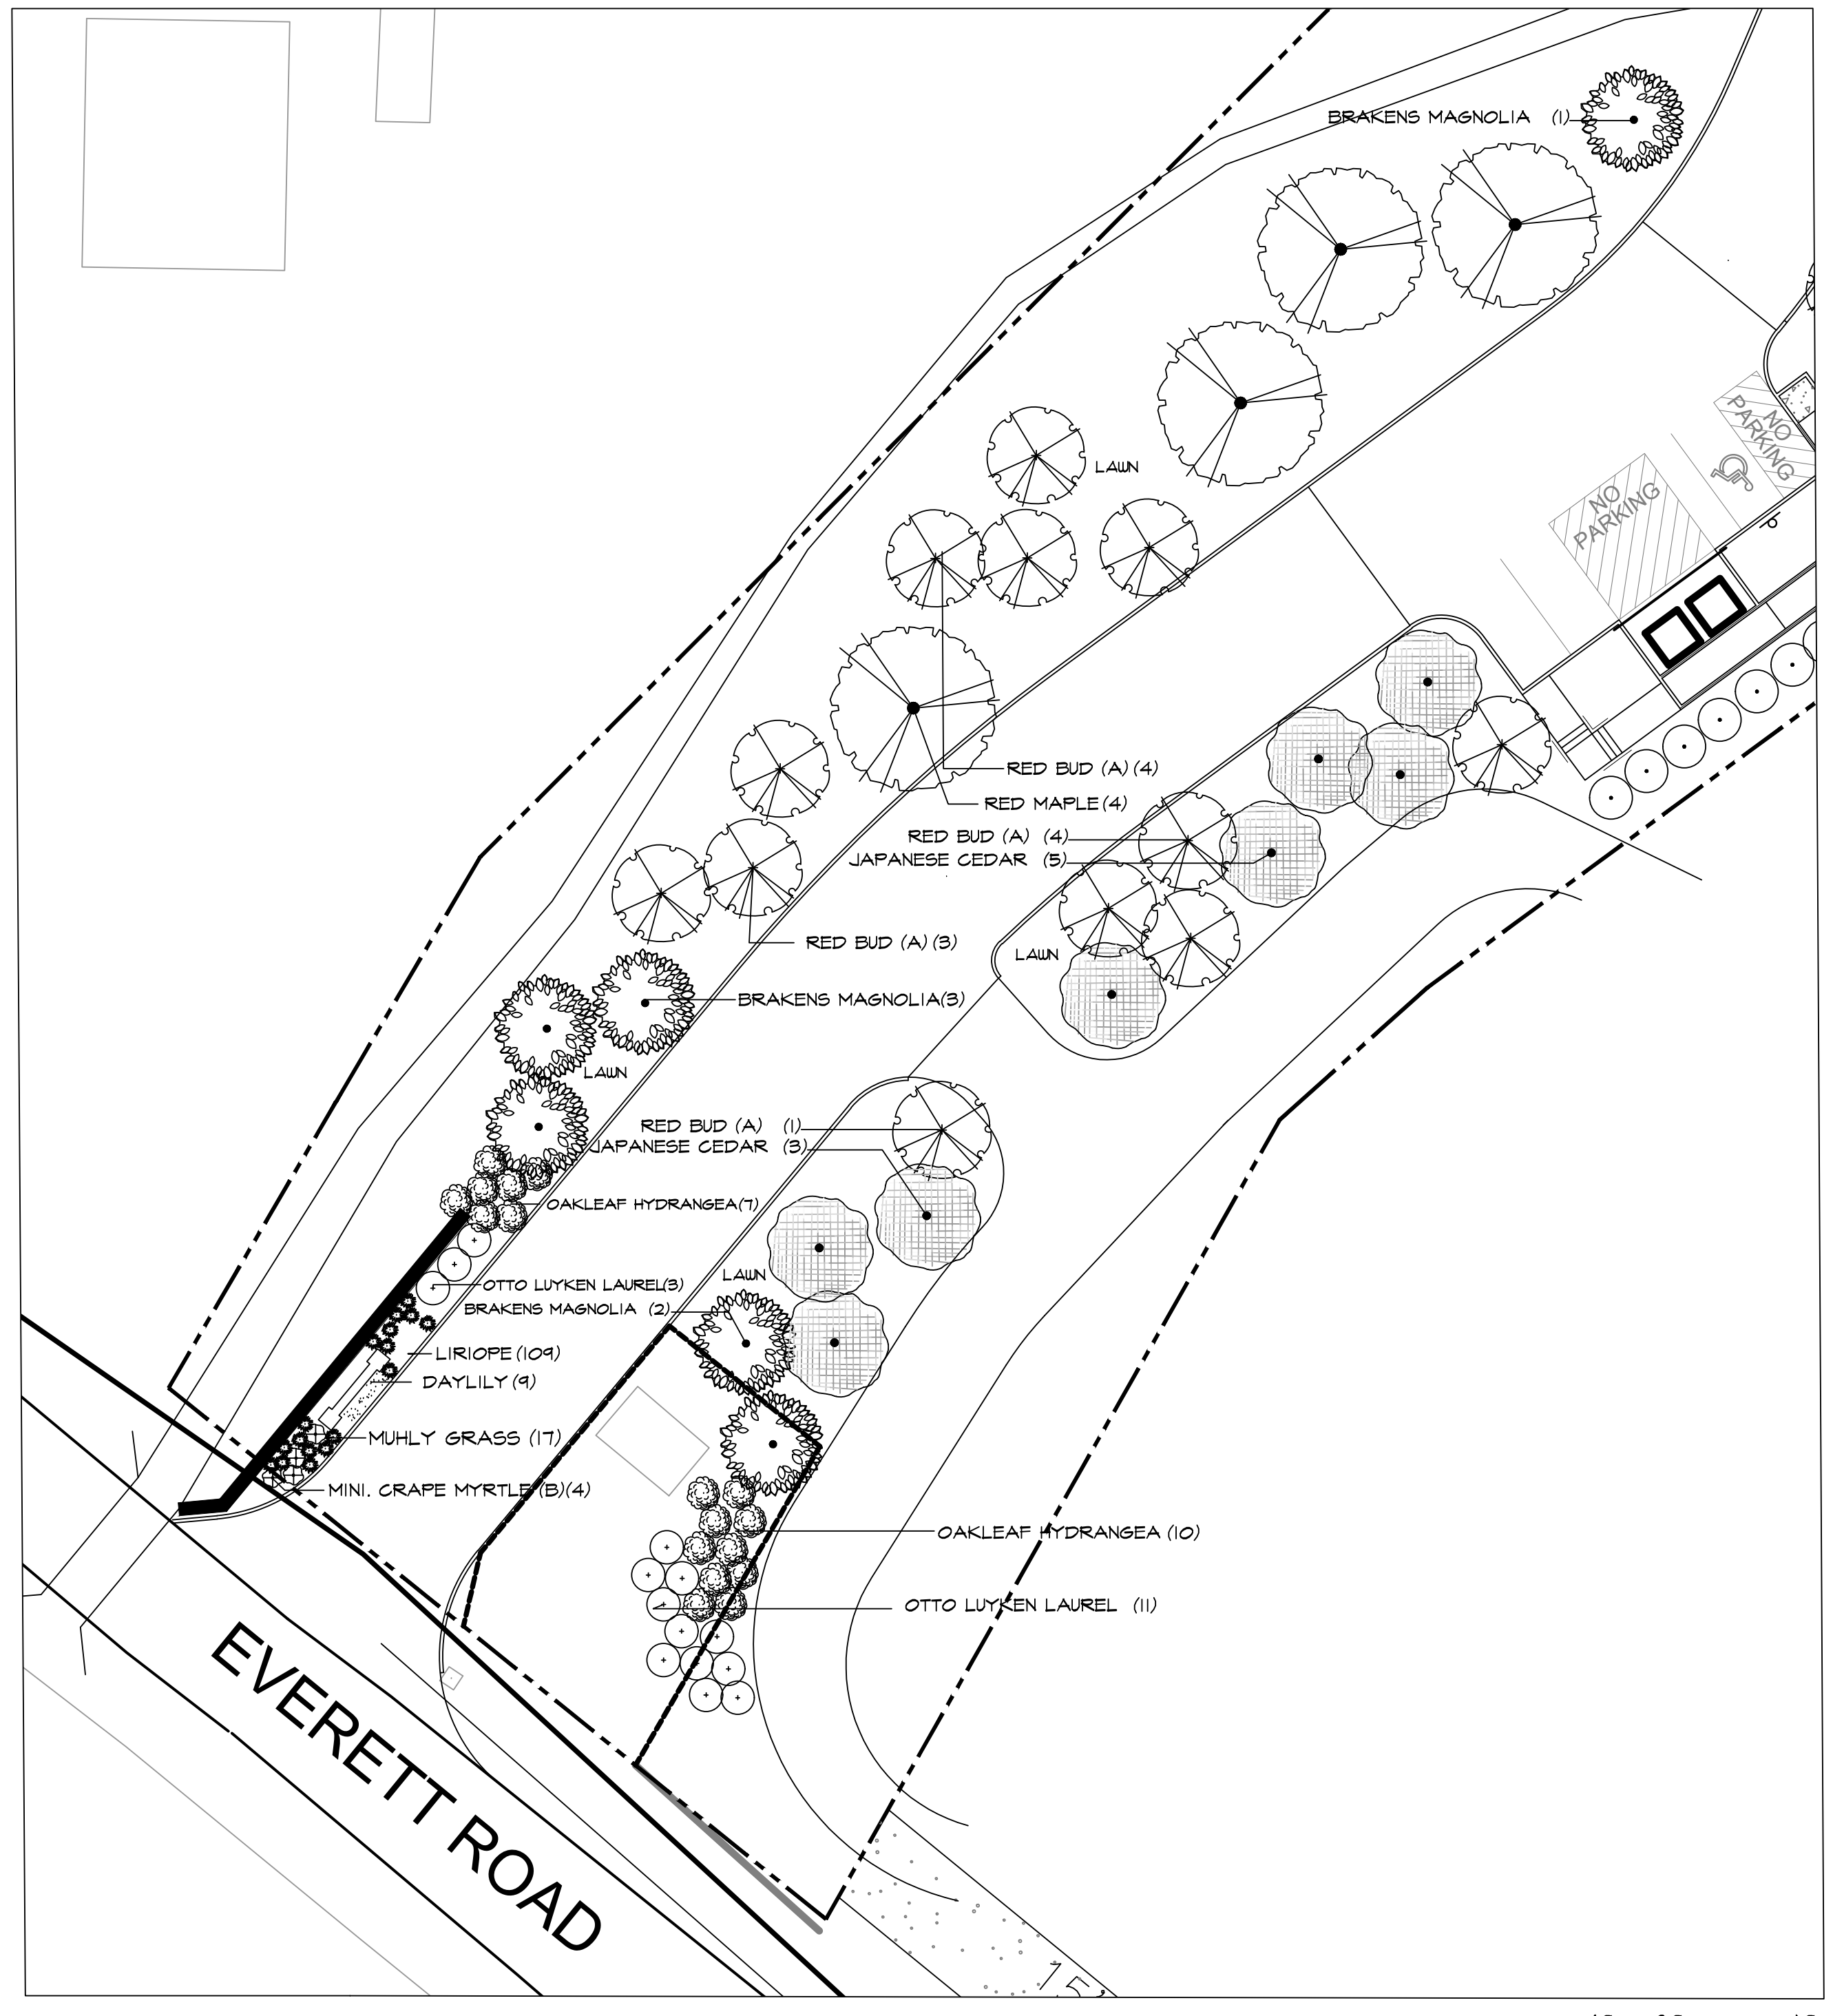 BRAKENS MAGNOLIA (1)
LAWN
NO
PARKING
NO
PARKING
RED BUD (A) (4)
RED MAPLE (4)
RED BUD (A) (4)
JAPANESE CEDAR (5)
RED BUD (A) (3)
LAWN
BRAKENS MAGNOLIA(3)
LAWN
RED BUD (A) (1)
JAPANESE CEDAR (3)
OAKLEAF HYDRANGEA(7)
LAWN
OTTO LUYKEN LAUREL(3)
BRAKENS MAGNOLIA (2)
LIRIOPE (109)
DAYLILY (9)
MUHLY GRASS (17)
MINI. CRAPE MYRTLE (B)(4)
OAKLEAF HYDRANGEA (10)
OTTO LUYKEN LAUREL (11)
EVERETT ROAD